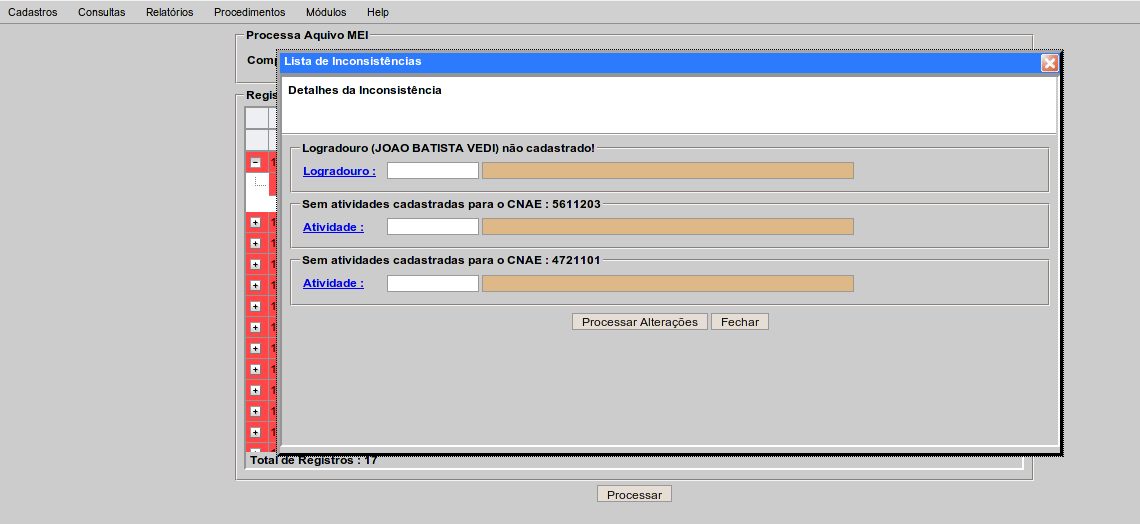 Cadastros Consultas Relatórios Procedimentos Módulos Help
Processa Aquivo MEI
Lista de Inconsistências
Detalhes da Inconsistência
Logradouro (JOAO BATISTA VEDI) não cadastrado!
Logradouro :
Sem atividades cadastradas para o CNAE : 5611203
Atividade :
Sem atividades cadastradas para o CNAE : 4721101
Atividade :
Processar Alterações Fechar
Total de Registros : 17
Processar